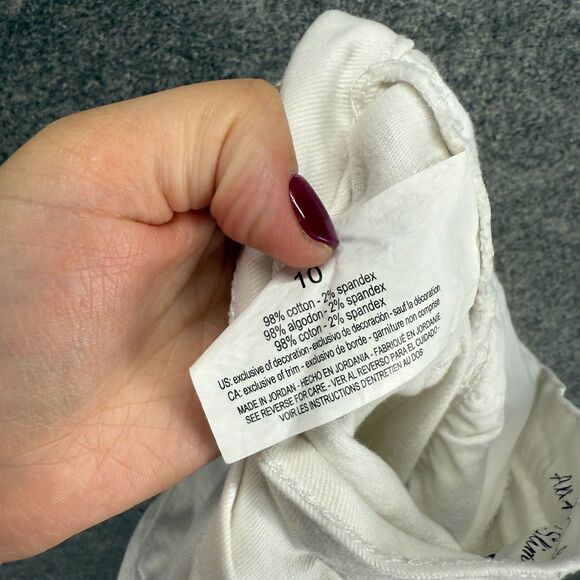 10
98% cotton - 2% spandex
98% algodon - 2% spandex
98% coton - 2% spandex
US: exclusive of decoration-exclusivo de decoración-sauf la décoration
CA: exclusive of trim - exclusivo de borde - garniture non compise
MADE IN JORDAN - HECHO EN JORDANIA - FABRIQUÉ EN JORDANIE
SEE REVERSE FOR CARE - VER AL REVERSO PARA EL CUIDADO-
VOIR LES INSTRUCTIONS D'ENTRETIEN AU DOS